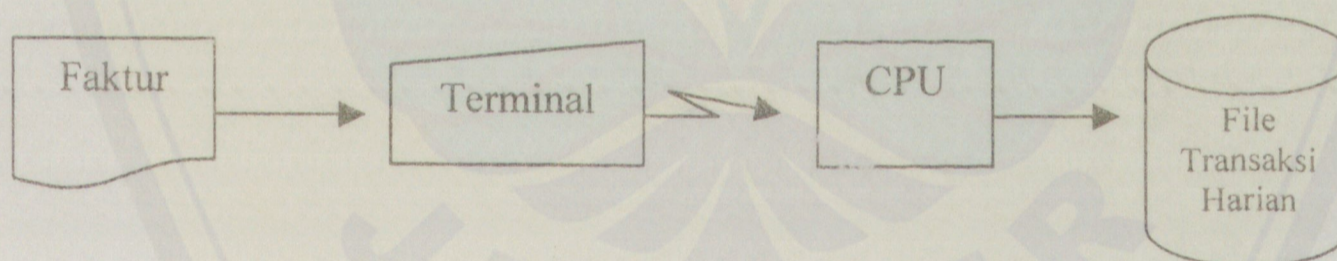 Faktur
Terminal
CPU
File
Transaksi
Harian